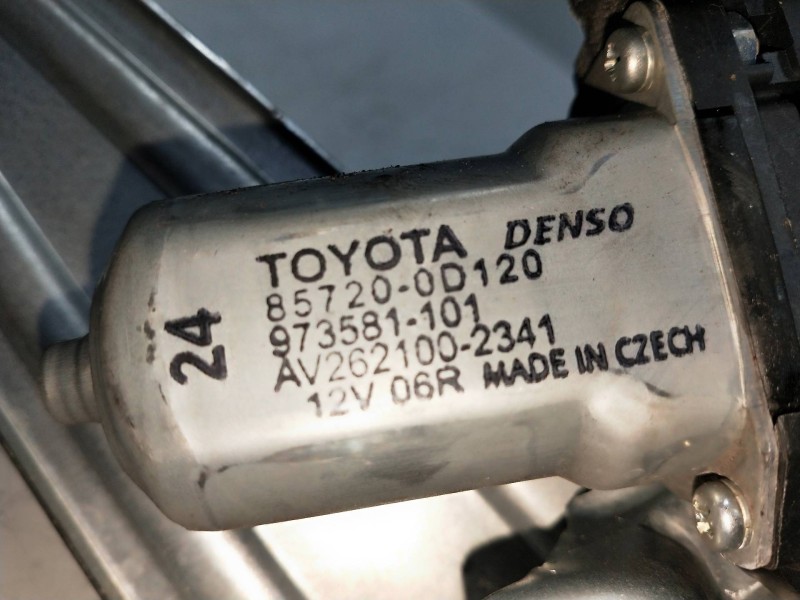 TOYOTA DENSO
85720-0D120
973581-101
AV262100-2341
12V 06R MADE IN CZECH
24